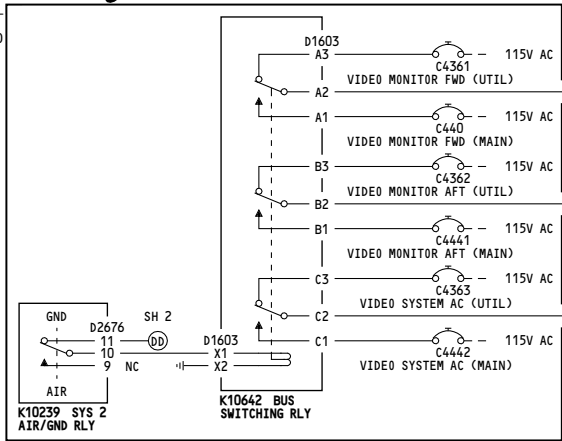 D1603
A3
C4361
115V AC
VIDEO MONITOR FWD (UTIL)
A2
A1
C440
115V AC
VIDEO MONITOR FWD (MAIN)
B3
C4362
115V AC
VIDEO MONITOR AFT (UTIL)
B2
B1
C4441
115V AC
VIDEO MONITOR AFT (MAIN)
C3
C4363
115V AC
VIDEO SYSTEM AC (UTIL)
C2
C1
C4442
115V AC
VIDEO SYSTEM AC (MAIN)
GND
SH 2
D2676
11
DD
10
9 NC
AIR
D1603
X1
X2
K10239 SYS 2
AIR/GND RLY
K10642 BUS
SWITCHING RLY